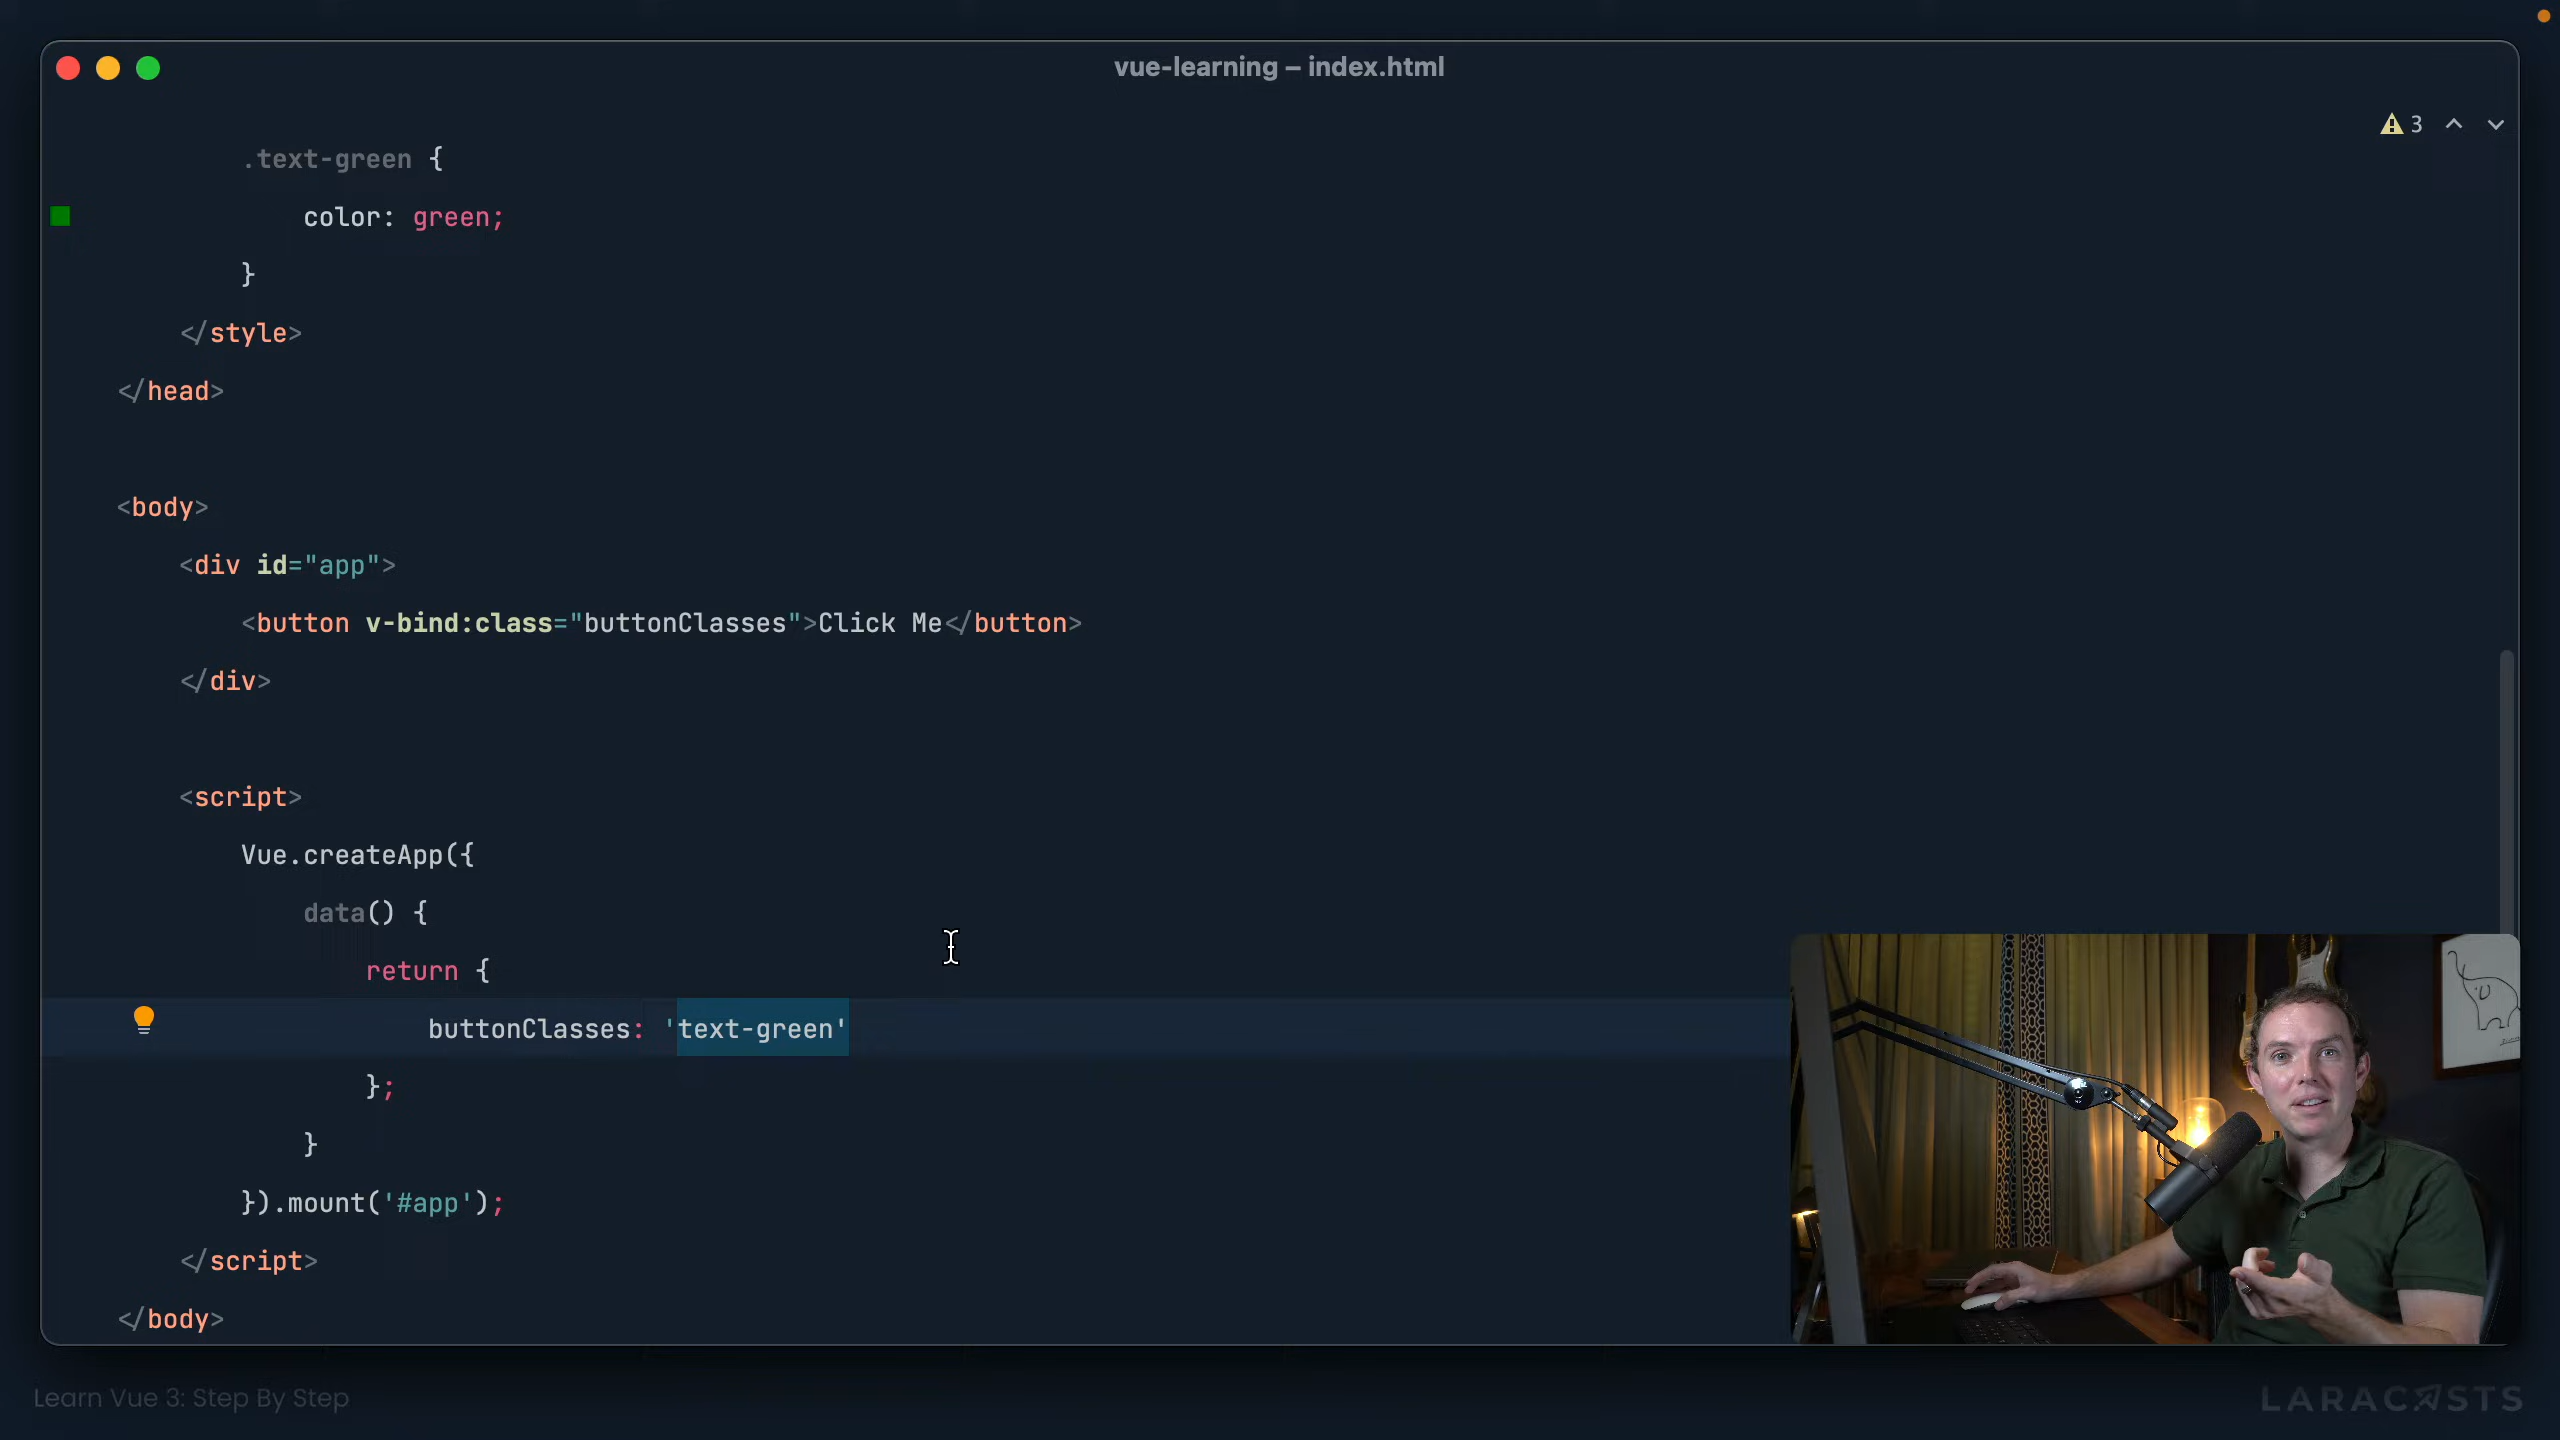 vue-learning – index.html
3
.text-green {
color: green;
}
</style>
</head>
<body>
<div id="app">
<button v-bind:class="buttonClasses">Click Me</button>
</div>
<script>
Vue.createApp({
data() {
return {
buttonClasses: 'text-green'
};
}
}).mount('#app');
</script>
</body>
Learn Vue 3: Step By Step
LARACASTS